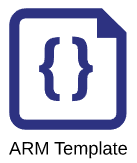 { }
ARM Template